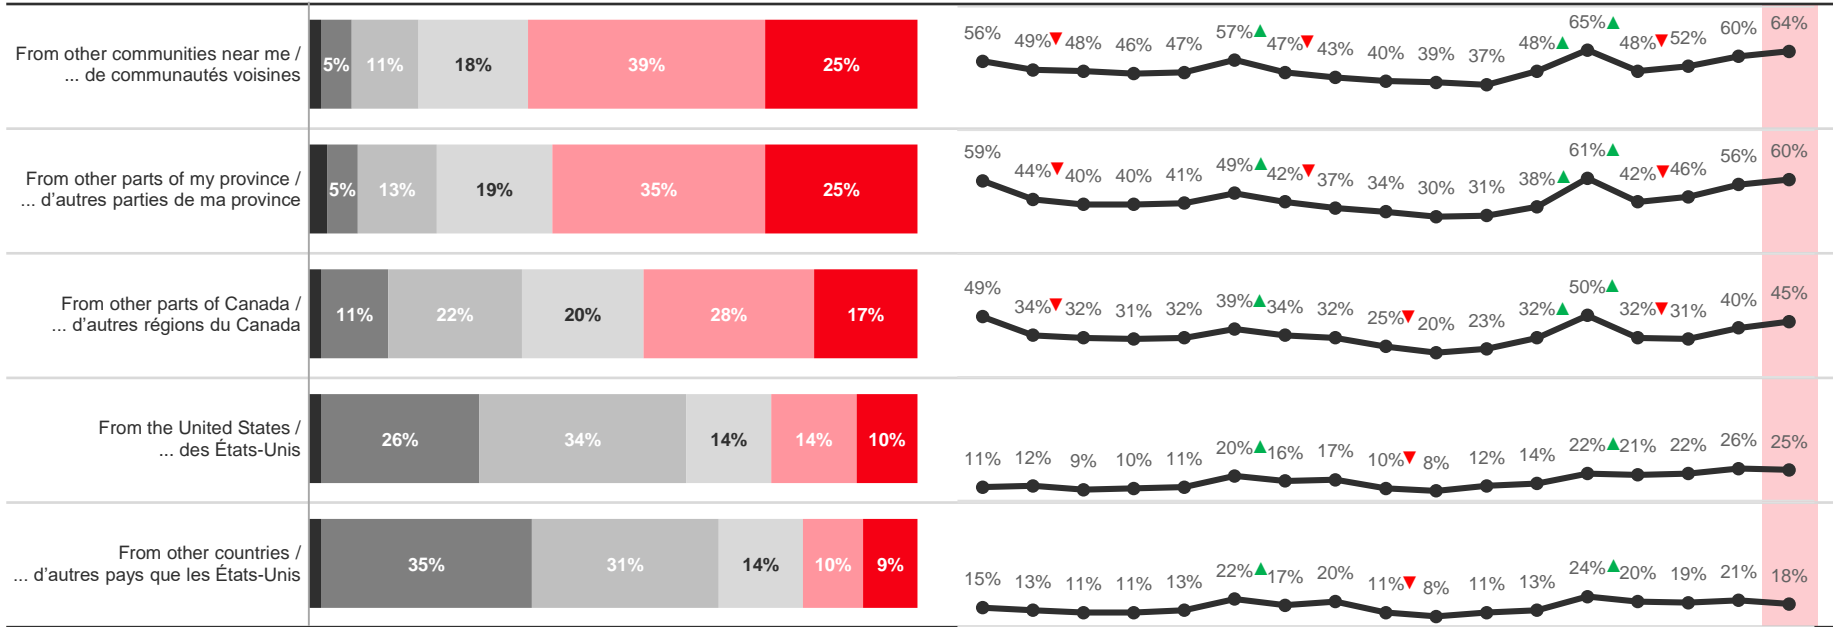 From other communities near me /
... de communautés voisines
5% 11% 18% 39% 25%
56% 49% 48% 46% 47% 57% 47% 43% 40% 39% 37% 48% 65% 48% 52% 60% 64%
From other parts of my province /
... d'autres parties de ma province
5% 13% 19% 35% 25%
59% 44% 40% 40% 41% 49% 42% 37% 34% 30% 31% 38% 61% 42% 46% 56% 60%
From other parts of Canada /
... d'autres régions du Canada
11% 22% 20% 28% 17%
49% 34% 32% 31% 32% 39% 34% 32% 25% 20% 23% 32% 50% 32% 31% 40% 45%
From the United States /
... des États-Unis
26% 34% 14% 14% 10%
11% 12% 9% 10% 11% 20% 16% 17% 10% 8% 12% 14% 22% 21% 22% 26% 25%
From other countries /
... d'autres pays que les États-Unis
35% 31% 14% 10% 9%
15% 13% 11% 11% 13% 22% 17% 20% 11% 8% 11% 13% 24% 20% 19% 21% 18%